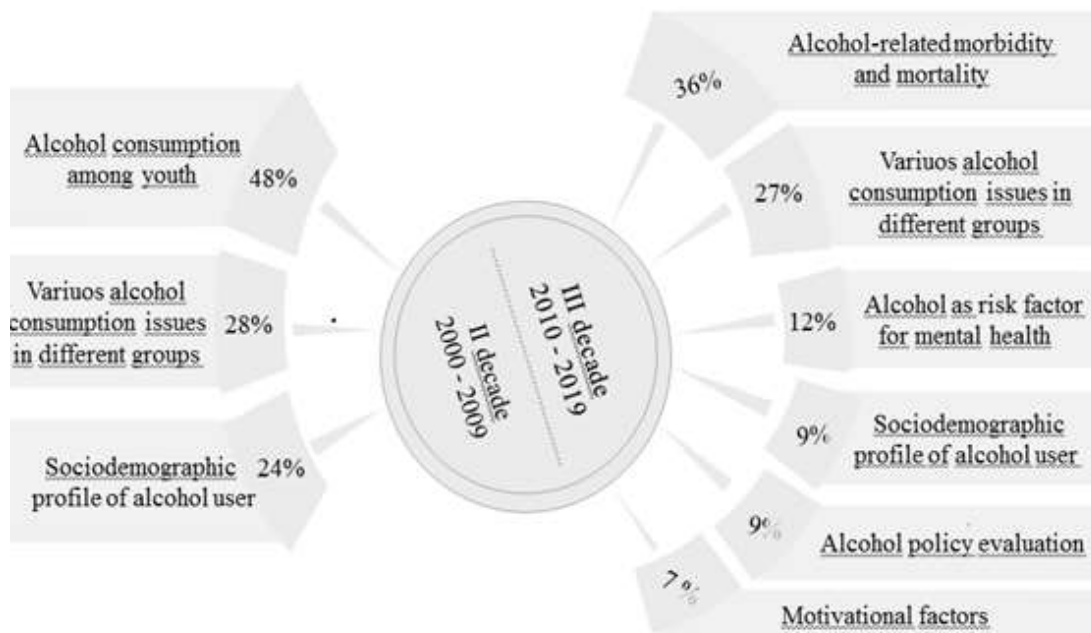 Alcohol consumption
among youth
48%
Variuos alcohol
consumption issues
in different groups
28%
Sociodemographic
profile of alcohol user
24%
II decade
2000 - 2009
III decade
2010 - 2019
36%
Alcohol-related morbidity
and mortality
27%
Variuos alcohol
consumption issues in
different groups
12%
Alcohol as risk factor
for mental health
9%
Sociodemographic
profile of alcohol user
9%
Alcohol policy evaluation
7%
Motivational factors